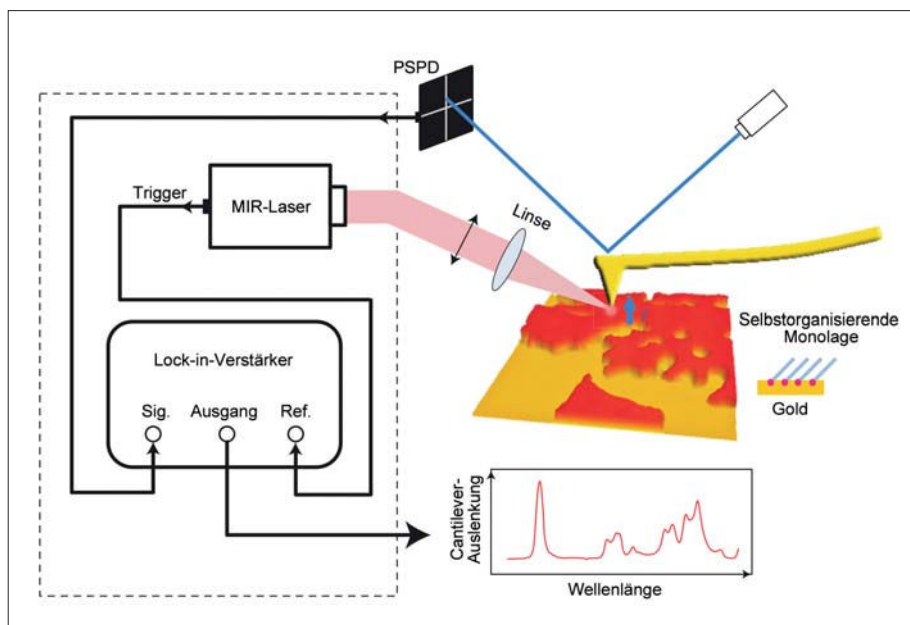 PSPD
Trigger
MIR-Laser
Linse
Lock-in-Verstärker
Sig.
Ausgang
Ref.
Selbstorganisierende
Monolage
Gold
Cantilever-
Auslenkung
Wellenlänge